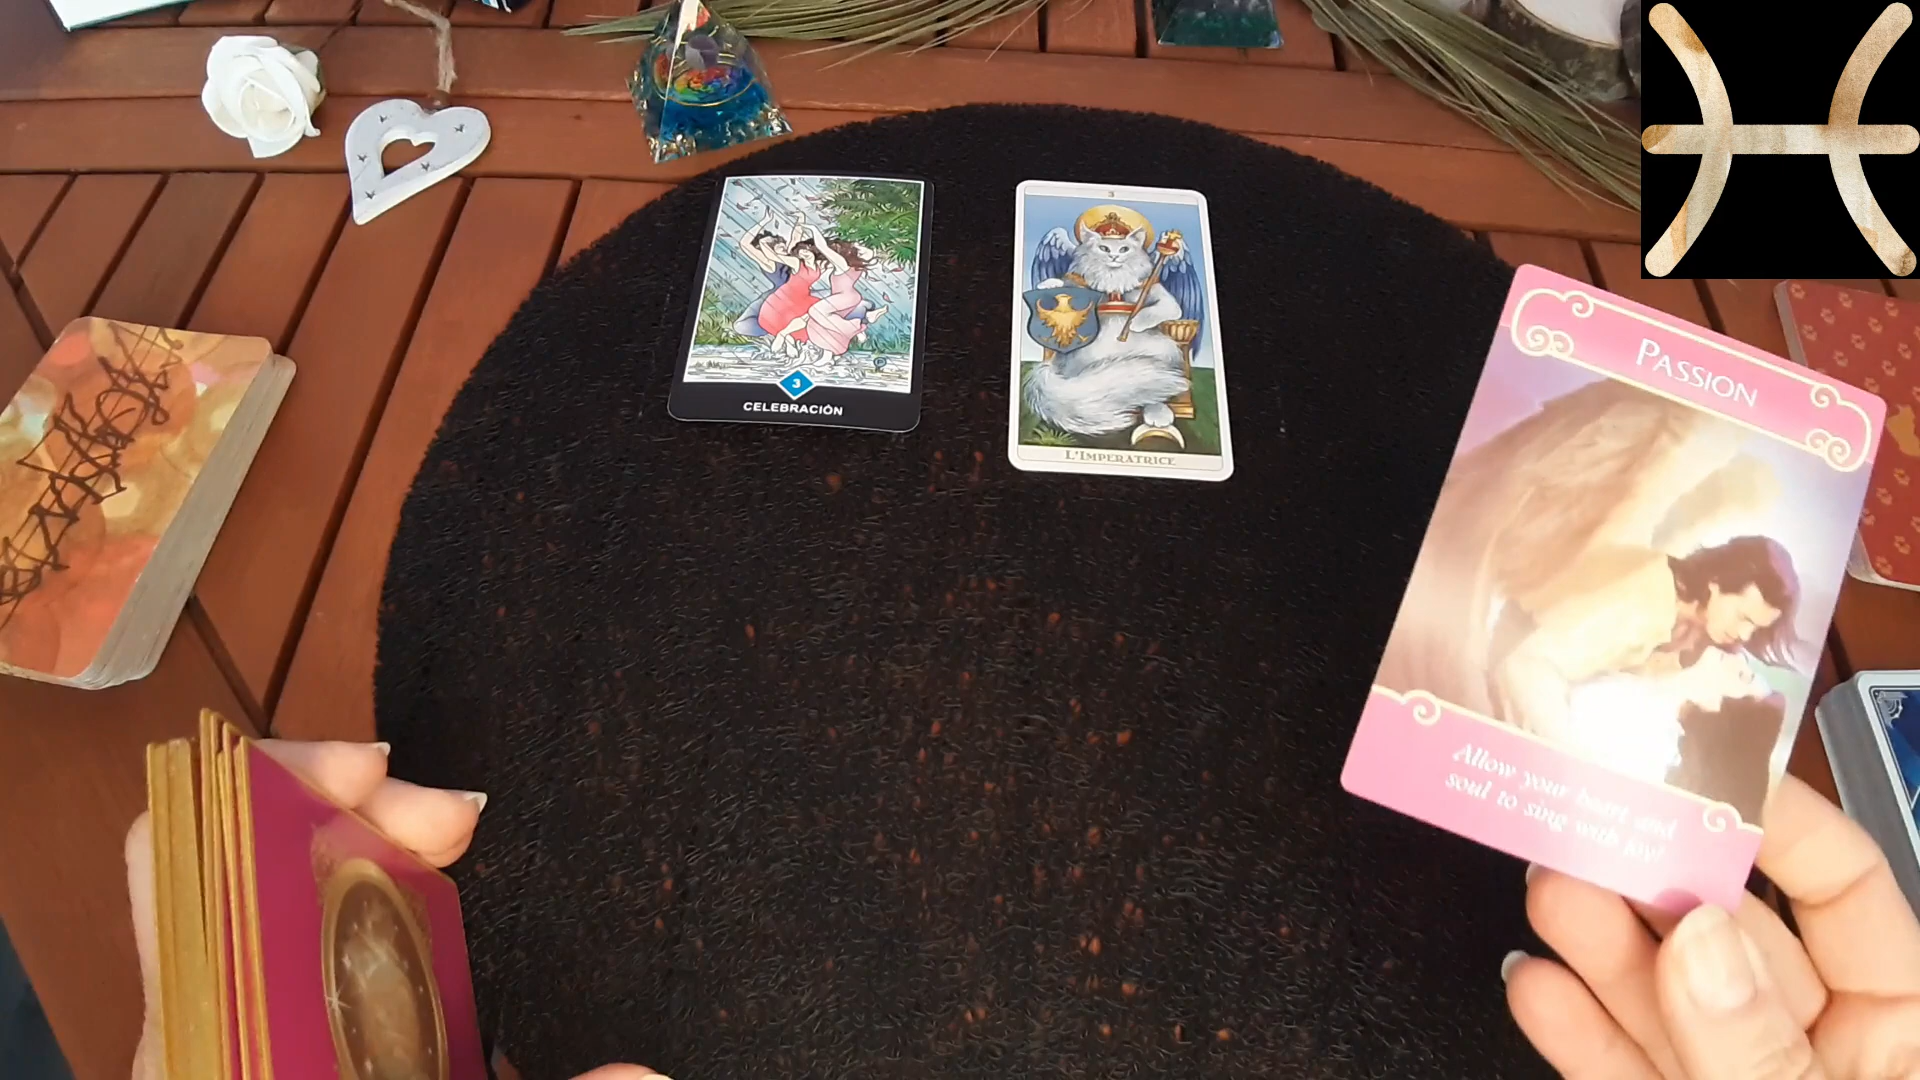 3
CELEBRACIÓN
3
L'IMPERATRICE
PASSION
Allow your heart and
soul to sing with joy!